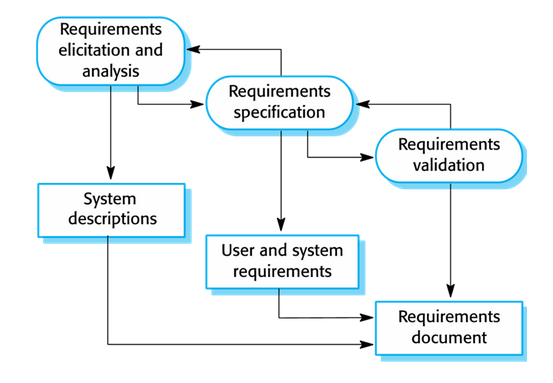 Requirements
elicitation and
analysis
Requirements
specification
Requirements
validation
System
descriptions
User and system
requirements
Requirements
document